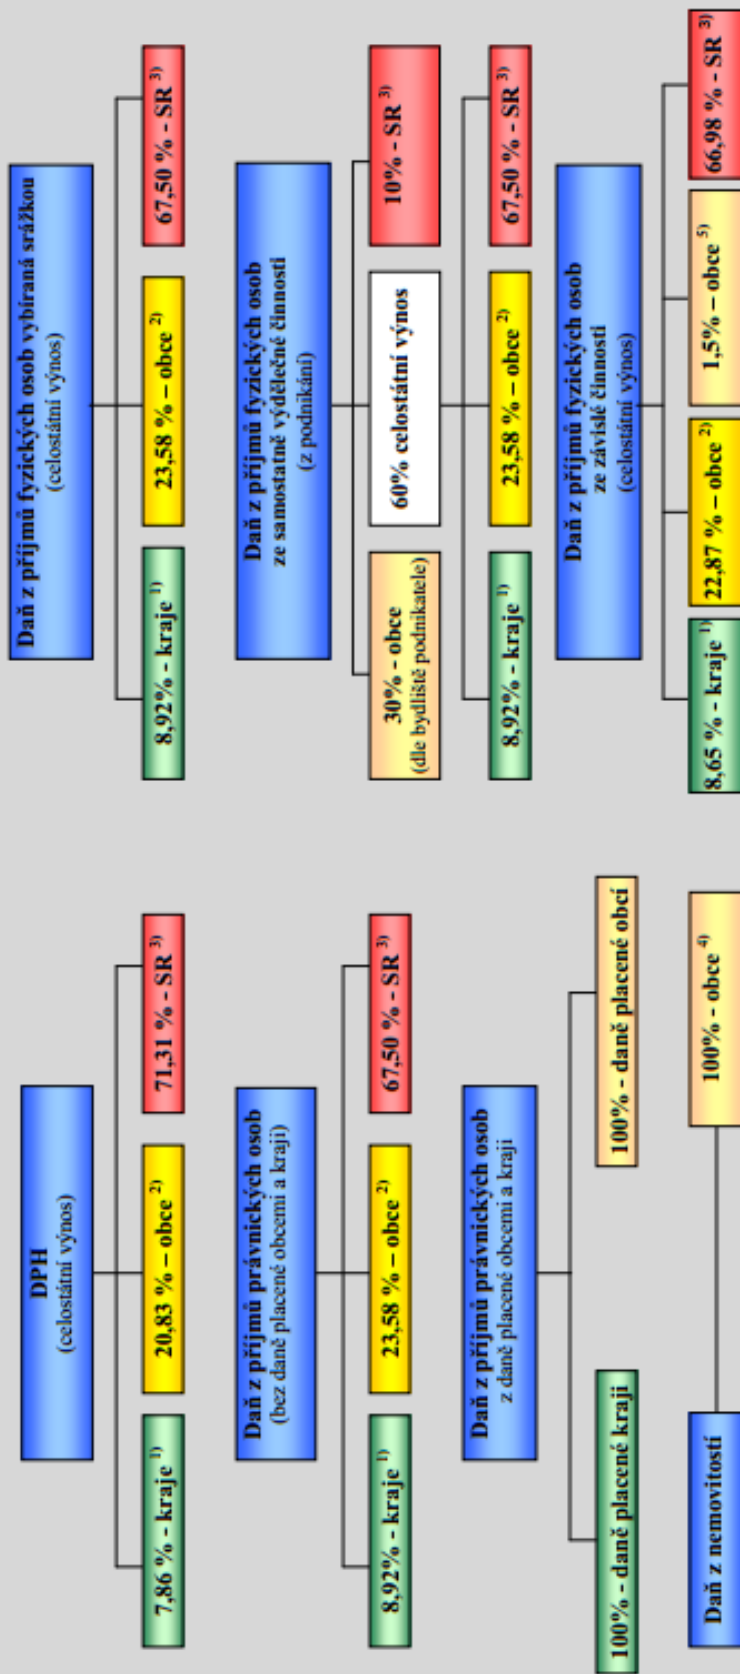 DPH
(celostátní výnos)
7,86 % - kraje 1)
20,83 % – obce 2)
71,31 % - SR 3)
Daň z příjmů právnických osob
(bez daně placené obcemi a kraji)
8,92% - kraje 1)
23,58 % – obce 2)
67,50 % - SR 3)
Daň z příjmů právnických osob
z daně placené obcemi a kraji
100% - daně placené kraji
100% - daně placené obcí
Daň z nemovitostí
100% - obce 4)
Daň z příjmů fyzických osob vybíraná srážkou
(celostátní výnos)
8,92% - kraje 1)
23,58 % – obce 2)
67,50 % - SR 3)
Daň z příjmů fyzických osob
ze samostatně výdělečné činnosti
(z podnikání)
30% - obce
(dle bydliště podnikatele)
60% celostátní výnos
10% - SR 3)
8,92% - kraje 1)
23,58 % – obce 2)
67,50 % - SR 3)
Daň z příjmů fyzických osob
ze závislé činnosti
(celostátní výnos)
8,65 % - kraje 1)
22,87 % – obce 2)
1,5% – obce 5)
66,98 % - SR 3)